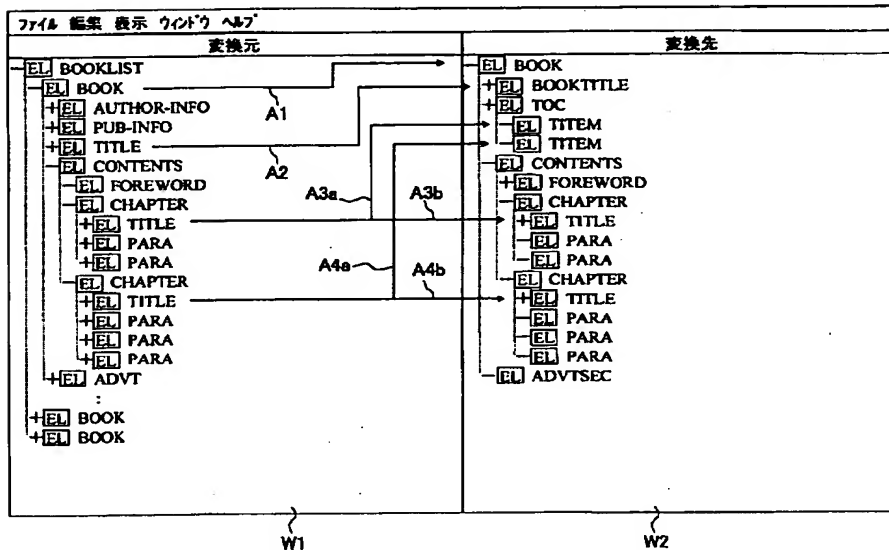 ファイル 編集 表示 ウィンドウ ヘルプ
変換元
EL BOOKLIST
EL BOOK
A1
+EL AUTHOR-INFO
+EL PUB-INFO
+EL TITLE
A2
EL CONTENTS
EL FOREWORD
A3a
A3b
EL CHAPTER
+EL TITLE
+EL PARA
+EL PARA
A4a
A4b
EL CHAPTER
+EL TITLE
EL PARA
EL PARA
+EL PARA
+EL ADVT
:
+EL BOOK
+EL BOOK
W1
変換先
EL BOOK
+EL BOOKTITLE
+EL TOC
EL TITEM
EL TITEM
EL CONTENTS
+EL FOREWORD
EL CHAPTER
+EL TITLE
EL PARA
EL PARA
EL CHAPTER
+EL TITLE
EL PARA
EL PARA
EL PARA
EL ADVTSEC
W2